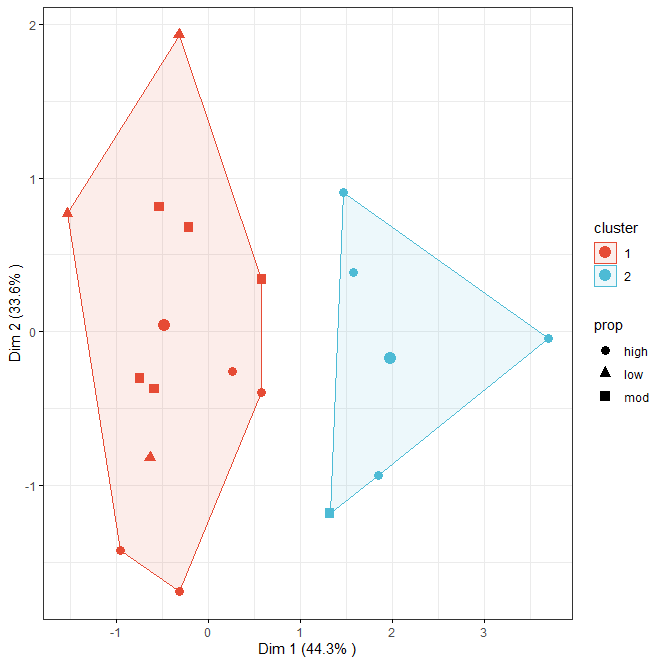 2
1
0
-1
-1
0
1
2
3
Dim 1 (44.3% )
Dim 2 (33.6% )
cluster
1
2
prop
high
low
mod